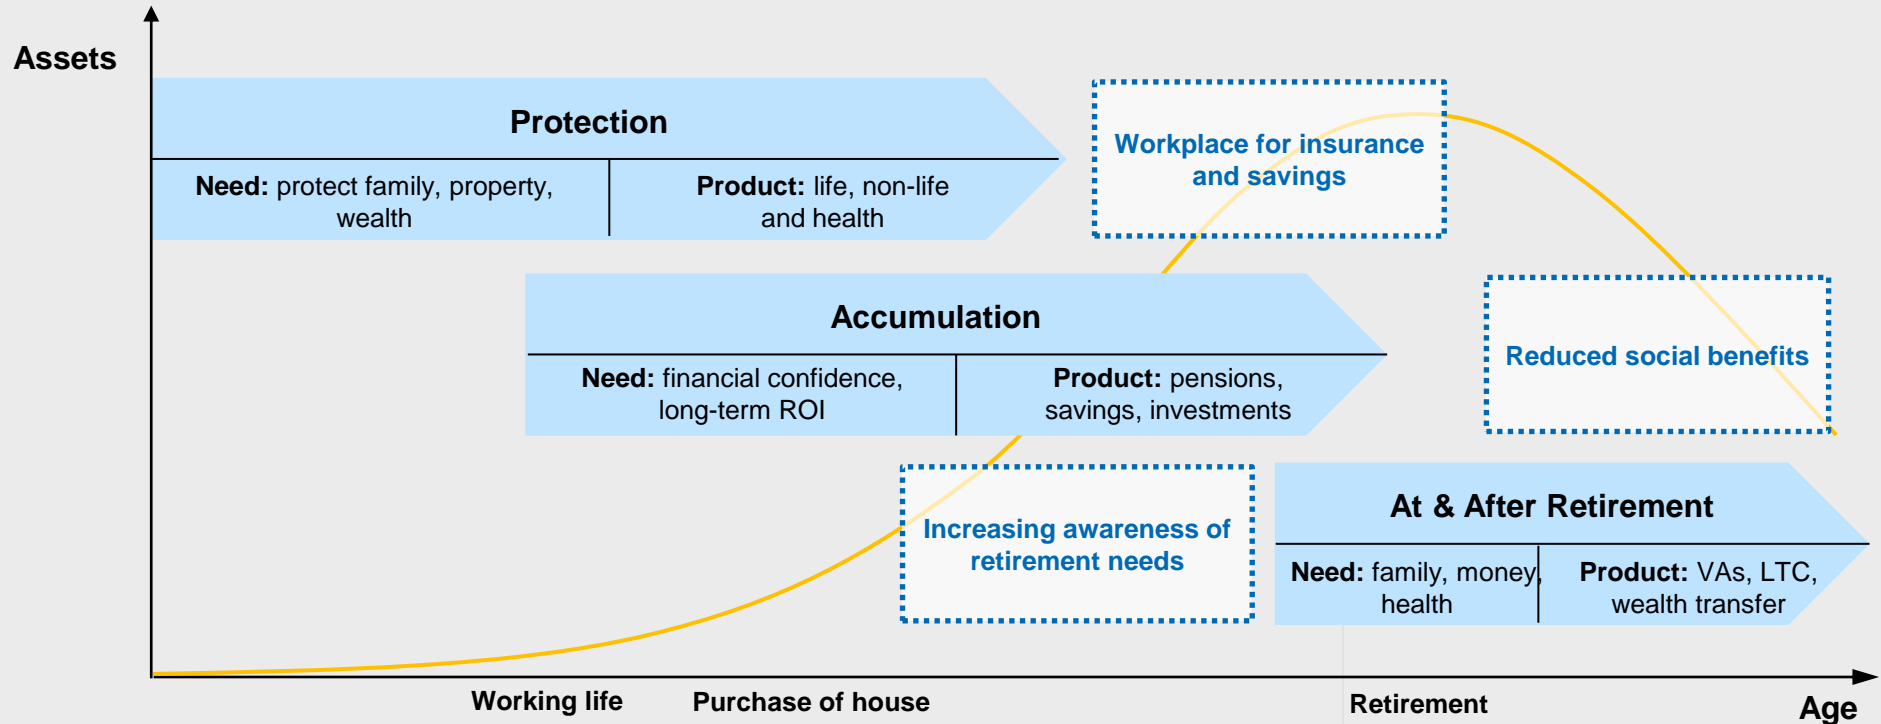 Assets
Protection
Need: protect family, property,
wealth
Product: life, non-life
and health
Workplace for insurance
and savings
Accumulation
Need: financial confidence,
long-term ROI
Product: pensions,
savings, investments
Reduced social benefits
Increasing awareness of
retirement needs
At & After Retirement
Need: family, money,
health
Product: VAs, LTC,
wealth transfer
Working life
Purchase of house
Retirement
Age